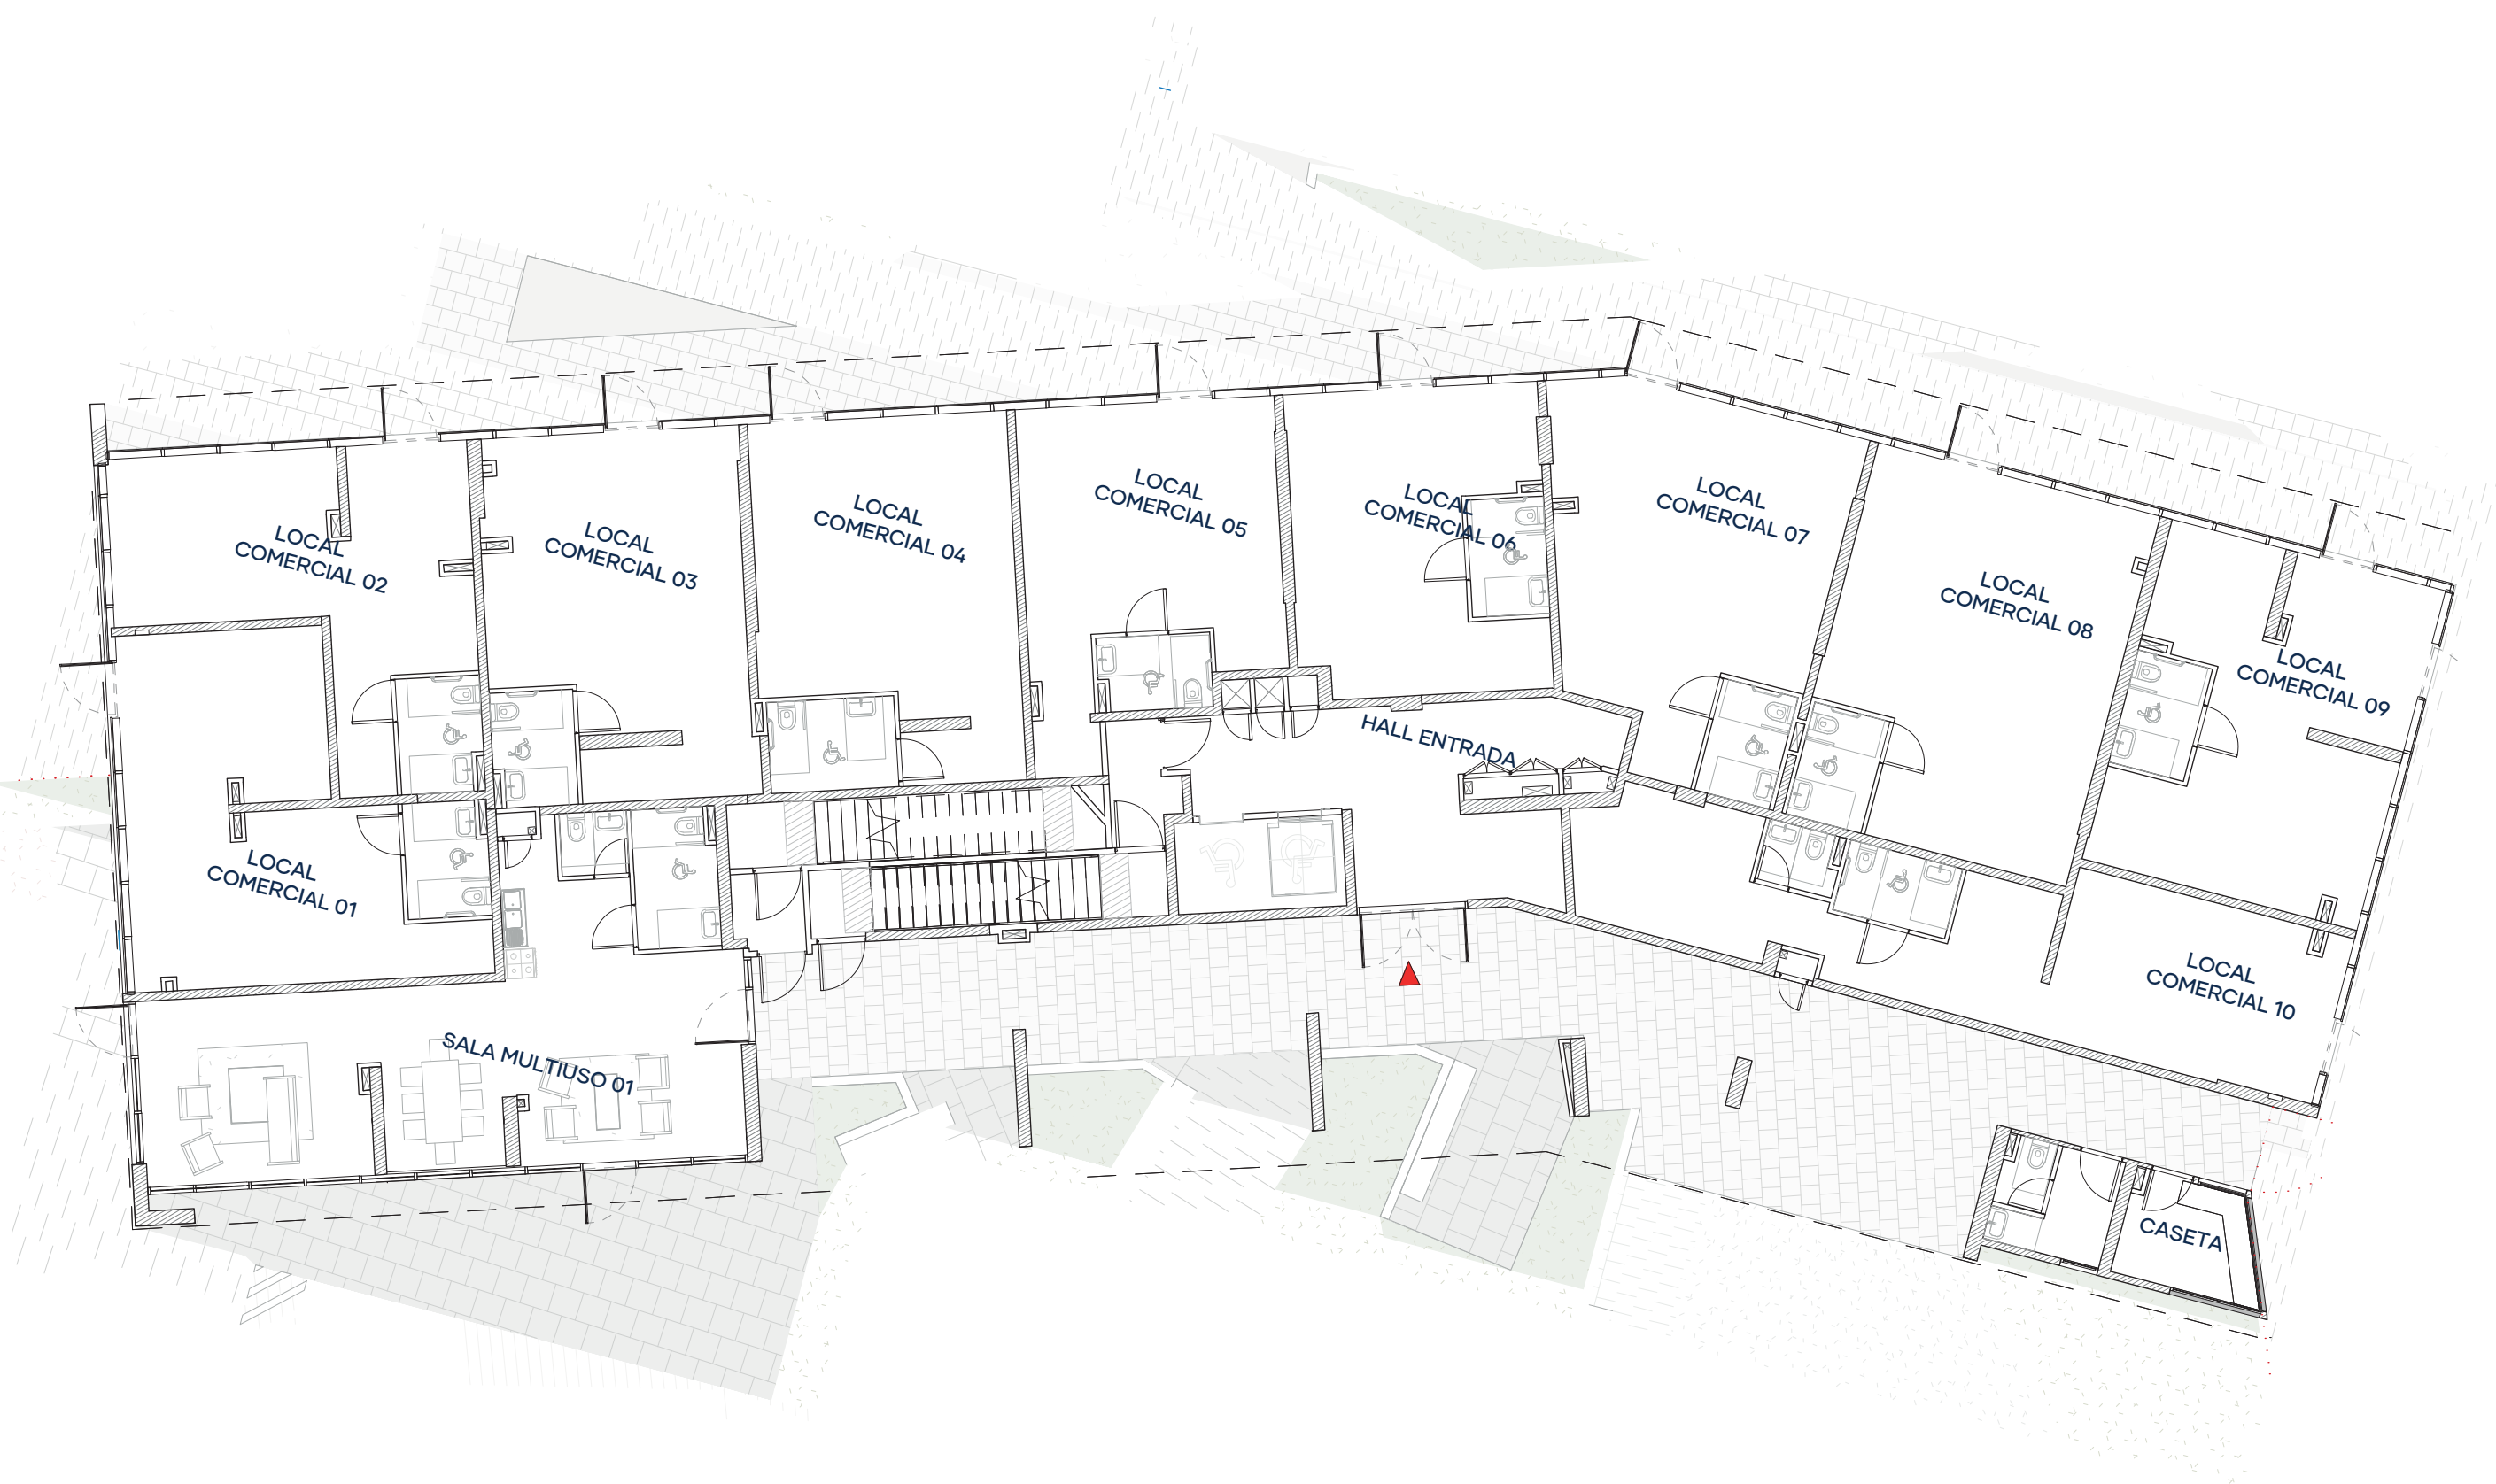 LOCAL
COMERCIAL 02
LOCAL
COMERCIAL 03
LOCAL
COMERCIAL 04
LOCAL
COMERCIAL 05
LOCAL
COMERCIAL 06
LOCAL
COMERCIAL 07
LOCAL
COMERCIAL 08
LOCAL
COMERCIAL 09
HALL ENTRADA
LOCAL
COMERCIAL 01
LOCAL
COMERCIAL 10
SALA MULTIUSO 01
CASETA